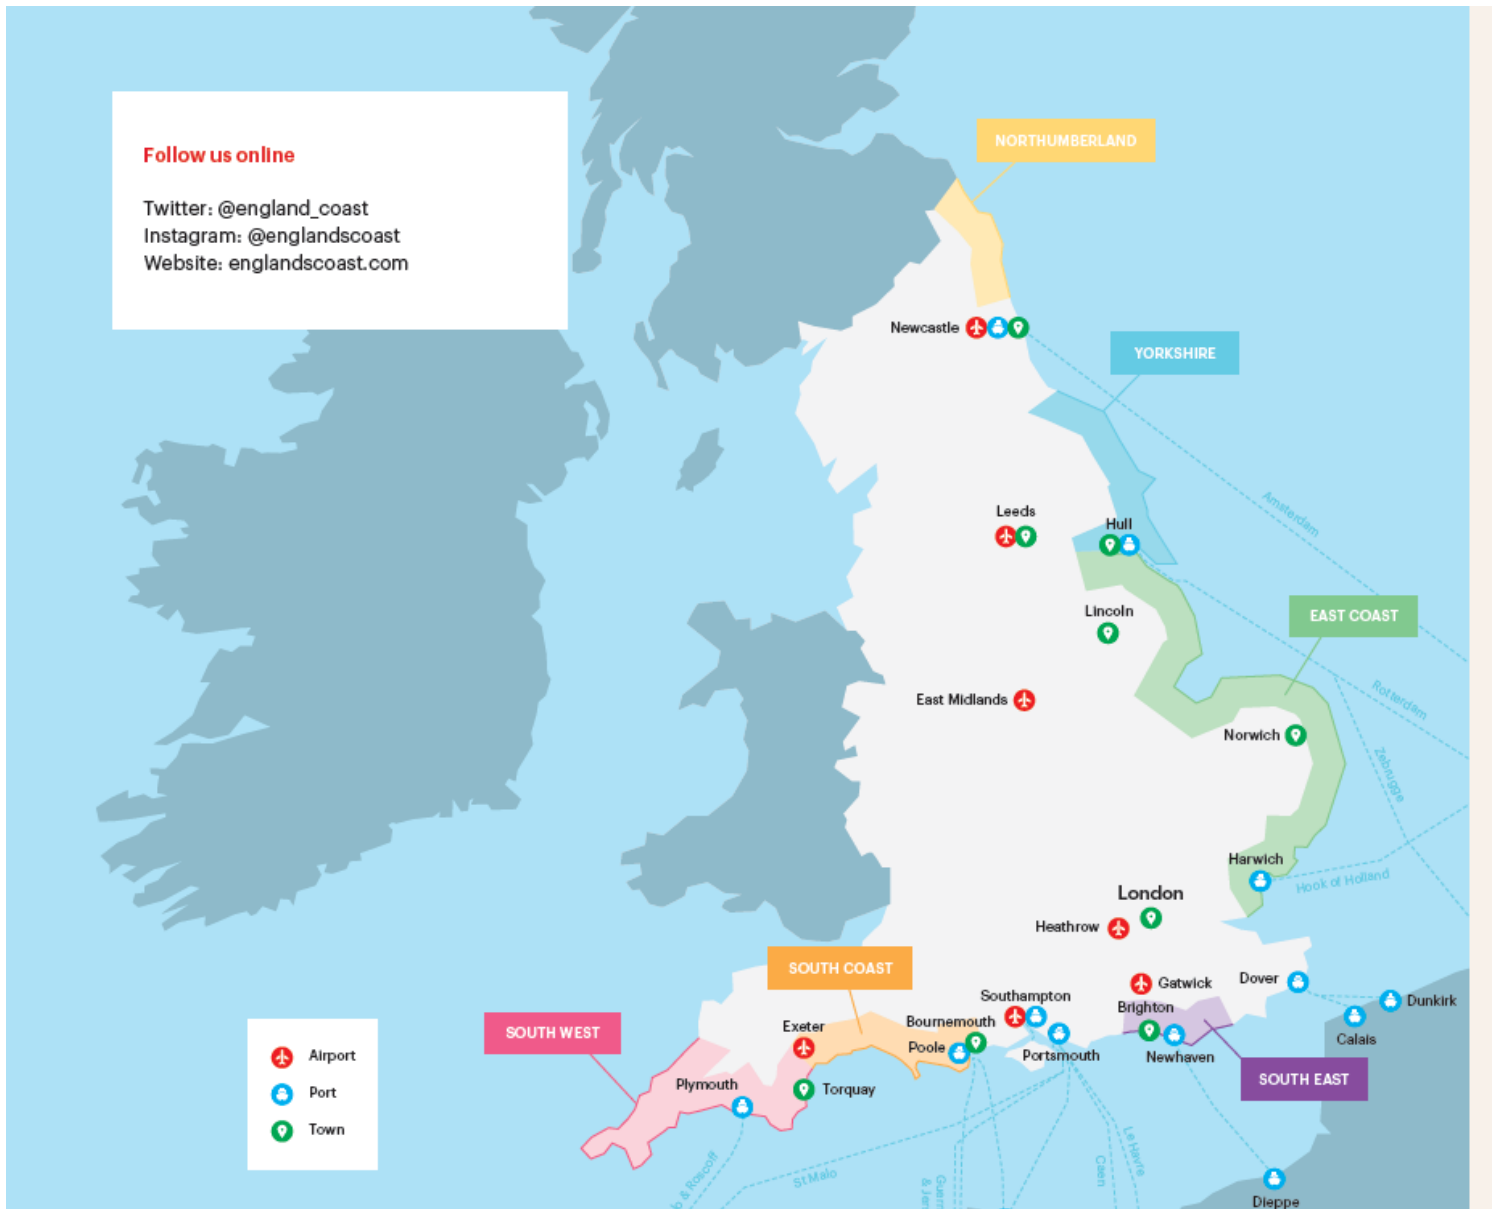 Follow us online
Twitter: @england_coast
Instagram: @englandscoast
Website: englandscoast.com
NORTHUMBERLAND
Newcastle
YORKSHIRE
Amsterdam
Leeds
Hull
Lincoln
EAST COAST
East Midlands
Rotterdam
Norwich
Zebrugge
Harwich
Hook of Holland
London
Heathrow
SOUTH COAST
Gatwick
Dover
Dunkirk
Southampton
Brighton
Calais
SOUTH WEST
Exeter
Bournemouth
Poole
Portsmouth
Newhaven
SOUTH EAST
Plymouth
Torquay
Airport
Port
Town
& Roscoff
St Malo
Caen
Le Havre
Dieppe